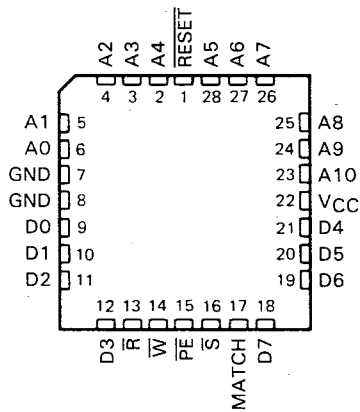 A2 A3 A4 R̅E̅S̅E̅T̅ A5 A6 A7
4 3 2 1 28 27 26
A1 5 25 A8
A0 6 24 A9
GND 7 23 A10
GND 8 22 VCC
D0 9 21 D4
D1 10 20 D5
D2 11 19 D6
12 13 14 15 16 17 18
D3 R̅ W̅ P̅E̅ S̅ MATCH D7